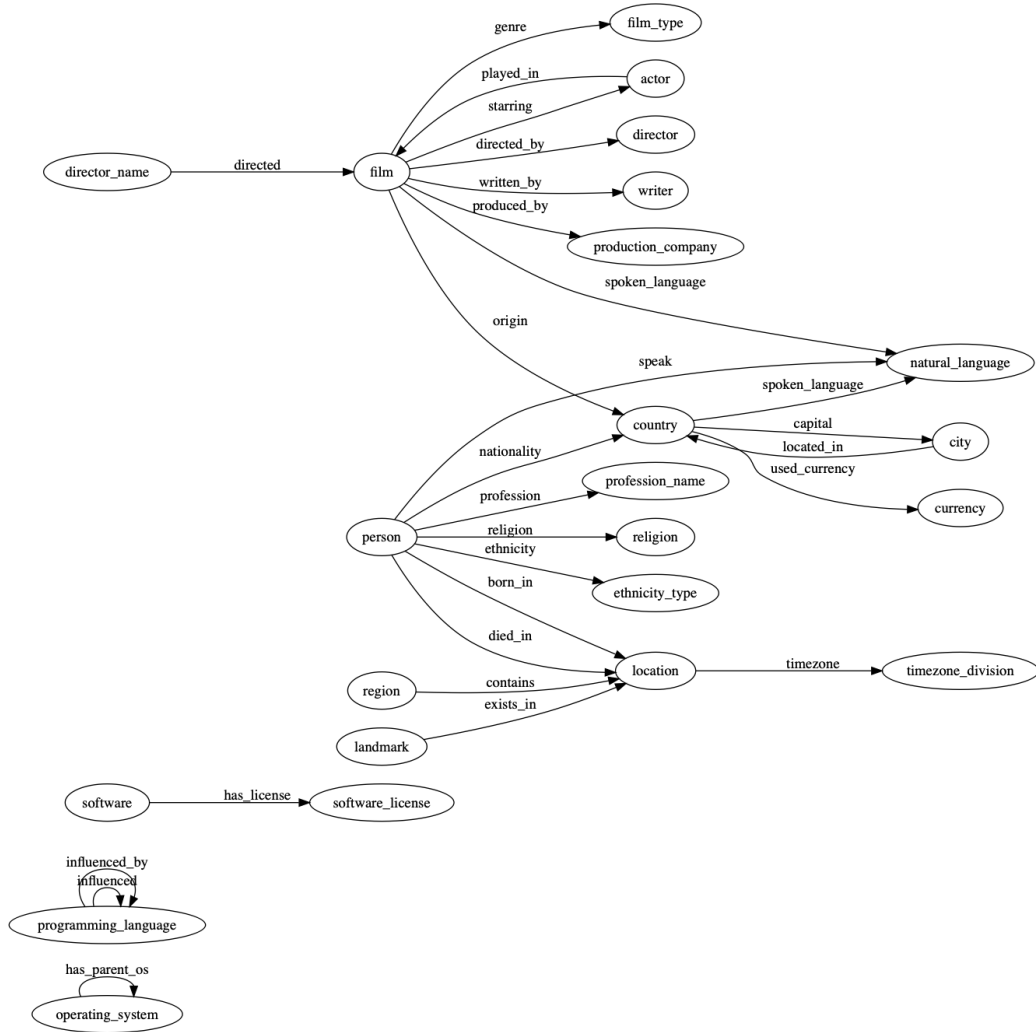 genre
film_type
played_in
actor
starring
directed_by
director
director_name
directed
film
written_by
writer
produced_by
production_company
spoken_language
origin
speak
natural_language
spoken_language
country
capital
city
nationality
located_in
used_currency
profession
profession_name
currency
person
religion
religion
ethnicity
ethnicity_type
born_in
died_in
location
timezone
timezone_division
region
contains
exists_in
landmark
software
has_license
software_license
influenced_by
influenced
programming_language
has_parent_os
operating_system